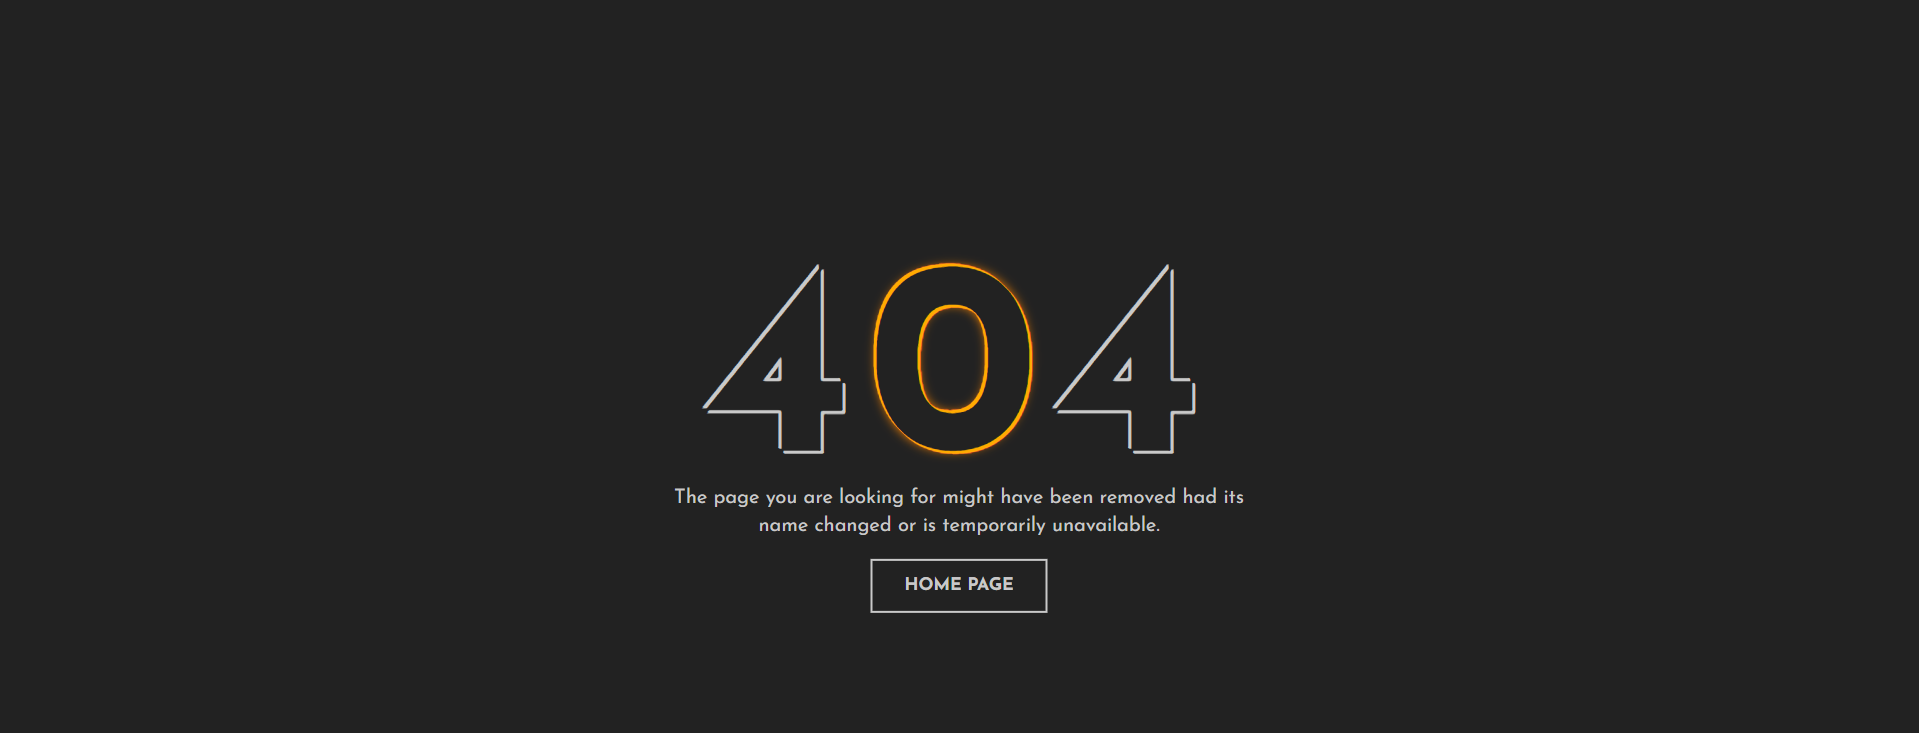 404
The page you are looking for might have been removed had its
name changed or is temporarily unavailable.
HOME PAGE